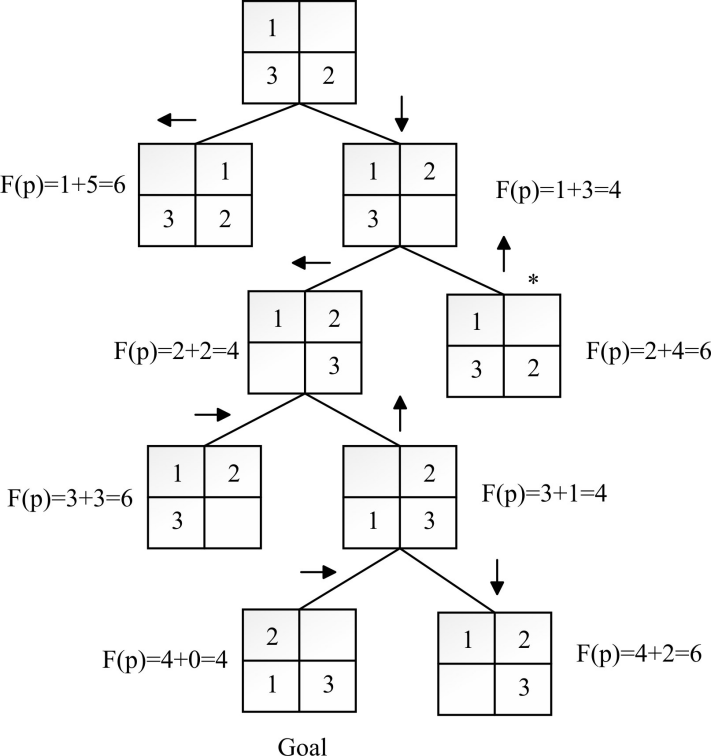 1
3 2
1
3 2
F(p)=1+5=6
1 2
3
F(p)=1+3=4
1 2
3
F(p)=2+2=4
*
1
3 2
F(p)=2+4=6
1 2
3
F(p)=3+3=6
2
1 3
F(p)=3+1=4
2
1 3
F(p)=4+0=4
1 2
3
F(p)=4+2=6
Goal